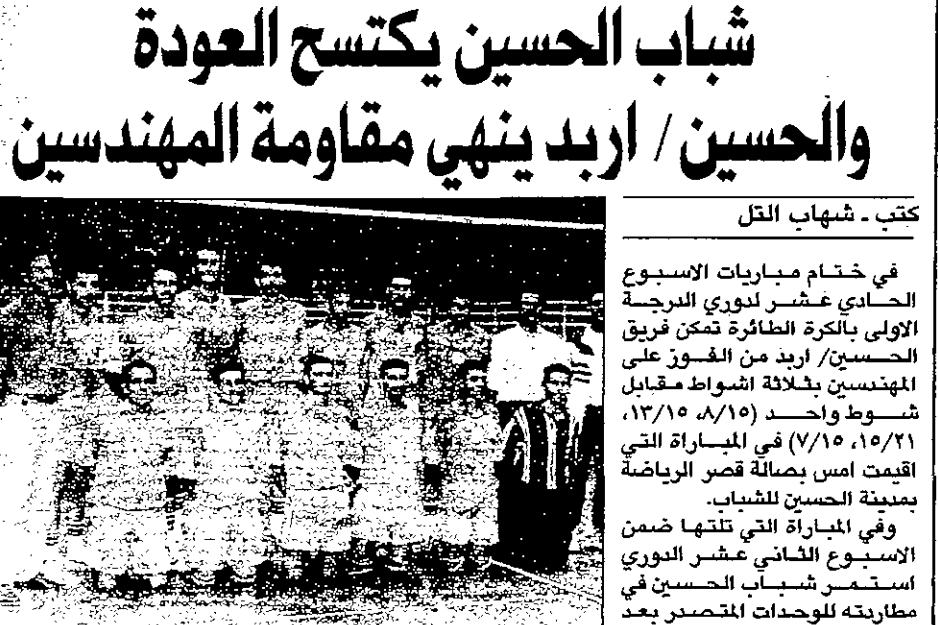 شباب الحسين يكتسح العودة
والحسين / اربد ينهي مقاومة المهندسين
كتب ـ شهاب التل
في ختام مباريات الاسبوع
الحادي عشر لدوري الدرجة
الاولى بالكرة الطائرة تمكن فريق
الحسين/ اربد من الفوز على
المهندسين بثلاثة اشواط مقابل
شوط واحد (٨/١٥، ١٣/١٥،
١٥/٢١، ٧/١٥) في المباراة التي
اقيمت امس بصالة قصر الرياضة
بمدينة الحسين للشباب.
وفي المباراة التي تلتها ضمن
الاسبوع الثاني عشر الدوري
استمر شباب الحسين في
مطاردته للوحدات المتصدر بعد